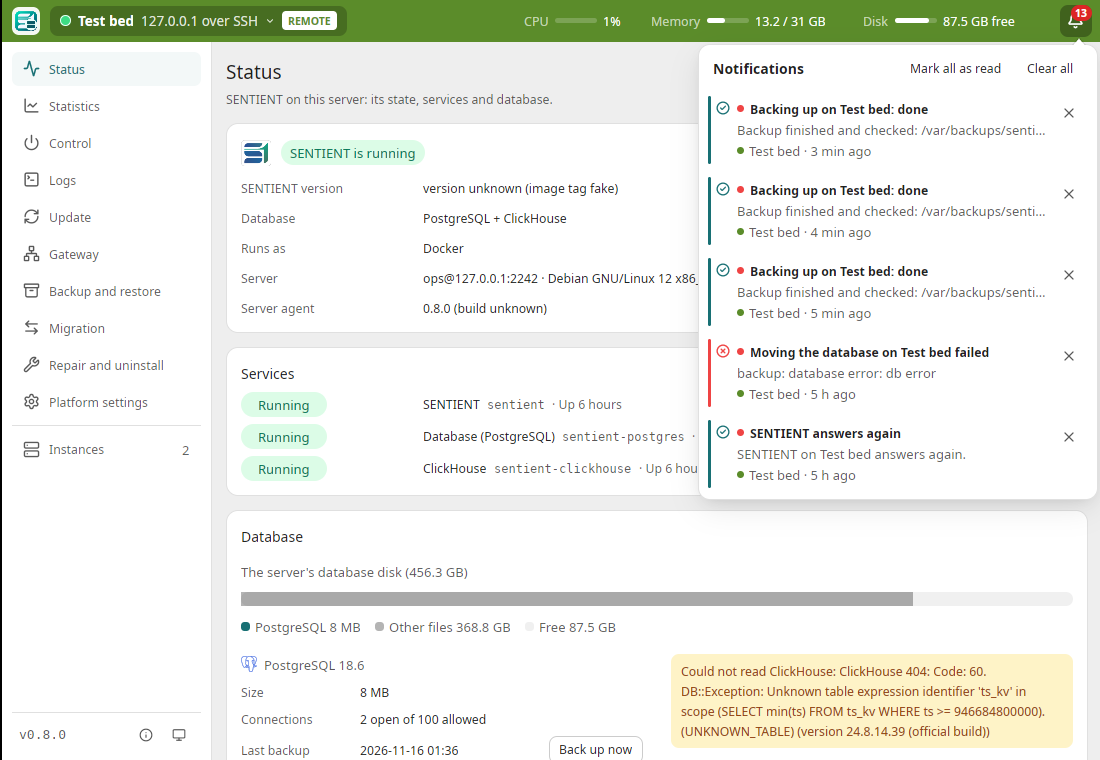 Test bed 127.0.0.1 over SSH REMOTE CPU 1% Memory 13.2 / 31 GB Disk 87.5 GB free 13
Status
Statistics
Control
Logs
Update
Gateway
Backup and restore
Migration
Repair and uninstall
Platform settings
Instances 2
v0.8.0
Status
SENTIENT on this server: its state, services and database.
SENTIENT is running
SENTIENT version version unknown (image tag fake)
Database PostgreSQL + ClickHouse
Runs as Docker
Server ops@127.0.0.1:2242 · Debian GNU/Linux 12 x86_
Server agent 0.8.0 (build unknown)
Services
Running SENTIENT sentient · Up 6 hours
Running Database (PostgreSQL) sentient-postgres ·
Running ClickHouse sentient-clickhouse · Up 6 hou
Notifications Mark all as read Clear all
Backing up on Test bed: done
Backup finished and checked: /var/backups/senti...
Test bed · 3 min ago
Backing up on Test bed: done
Backup finished and checked: /var/backups/senti...
Test bed · 4 min ago
Backing up on Test bed: done
Backup finished and checked: /var/backups/senti...
Test bed · 5 min ago
Moving the database on Test bed failed
backup: database error: db error
Test bed · 5 h ago
SENTIENT answers again
SENTIENT on Test bed answers again.
Test bed · 5 h ago
Database
The server's database disk (456.3 GB)
PostgreSQL 8 MB Other files 368.8 GB Free 87.5 GB
PostgreSQL 18.6
Size 8 MB
Connections 2 open of 100 allowed
Last backup 2026-11-16 01:36 Back up now
Could not read ClickHouse: ClickHouse 404: Code: 60.
DB::Exception: Unknown table expression identifier 'ts_kv' in
scope (SELECT min(ts) FROM ts_kv WHERE ts >= 946684800000).
(UNKNOWN_TABLE) (version 24.8.14.39 (official build))